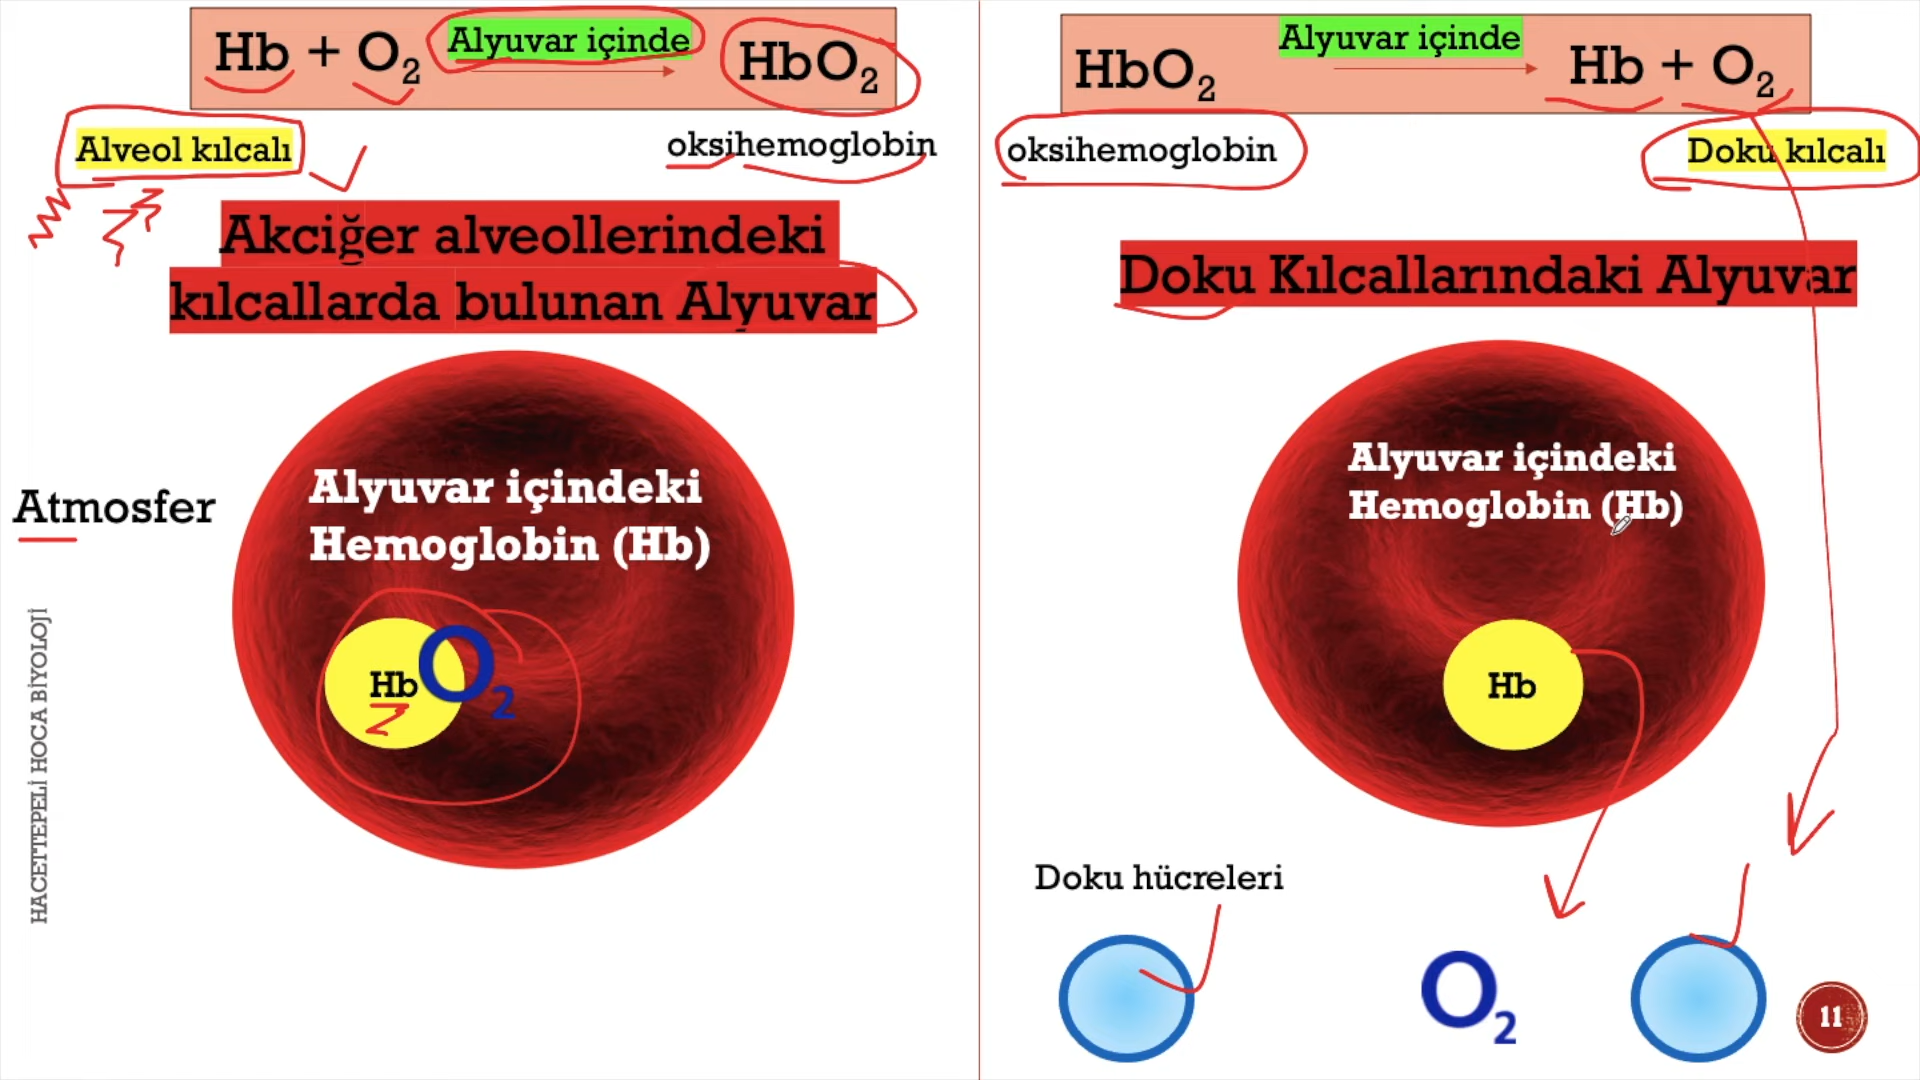 Hb + O₂ Alyuvar içinde HbO₂
Alveol kılcalı
oksihemoglobin
Akciğer alveollerindeki
kılcallarda bulunan Alyuvar
Atmosfer
Alyuvar içindeki
Hemoglobin (Hb)
Hb O₂
HACETTEPELİ HOCA BİYOLOJİ
HbO₂ Alyuvar içinde Hb + O₂
oksihemoglobin
Doku kılcalı
Doku Kılcallarındaki Alyuvar
Alyuvar içindeki
Hemoglobin (Hb)
Hb
Doku hücreleri
O₂
11